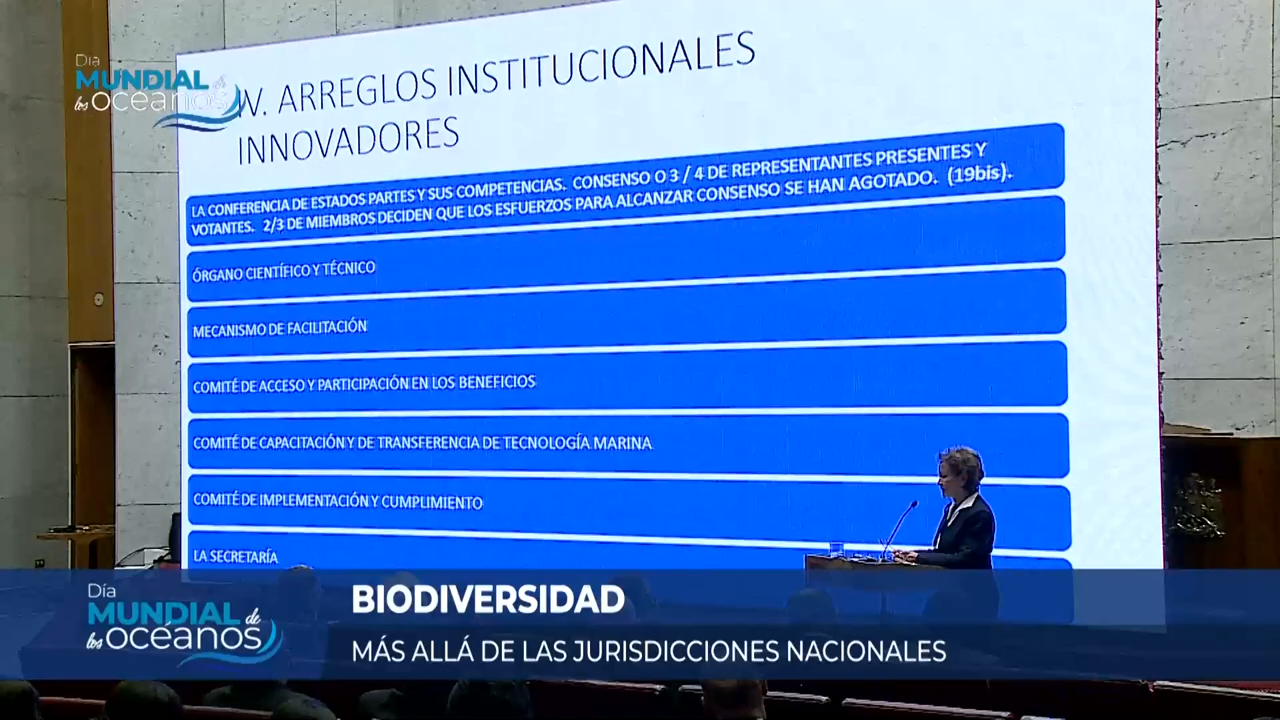 Día
MUNDIAL de
los océanos
IV. ARREGLOS INSTITUCIONALES
INNOVADORES
LA CONFERENCIA DE ESTADOS PARTES Y SUS COMPETENCIAS. CONSENSO O 3 / 4 DE REPRESENTANTES PRESENTES Y
VOTANTES. 2/3 DE MIEMBROS DECIDEN QUE LOS ESFUERZOS PARA ALCANZAR CONSENSO SE HAN AGOTADO. (19bis).
ÓRGANO CIENTÍFICO Y TÉCNICO
MECANISMO DE FACILITACIÓN
COMITÉ DE ACCESO Y PARTICIPACIÓN EN LOS BENEFICIOS
COMITÉ DE CAPACITACIÓN Y DE TRANSFERENCIA DE TECNOLOGÍA MARINA
COMITÉ DE IMPLEMENTACIÓN Y CUMPLIMIENTO
LA SECRETARÍA
Día
MUNDIAL de
los océanos
BIODIVERSIDAD
MÁS ALLÁ DE LAS JURISDICCIONES NACIONALES